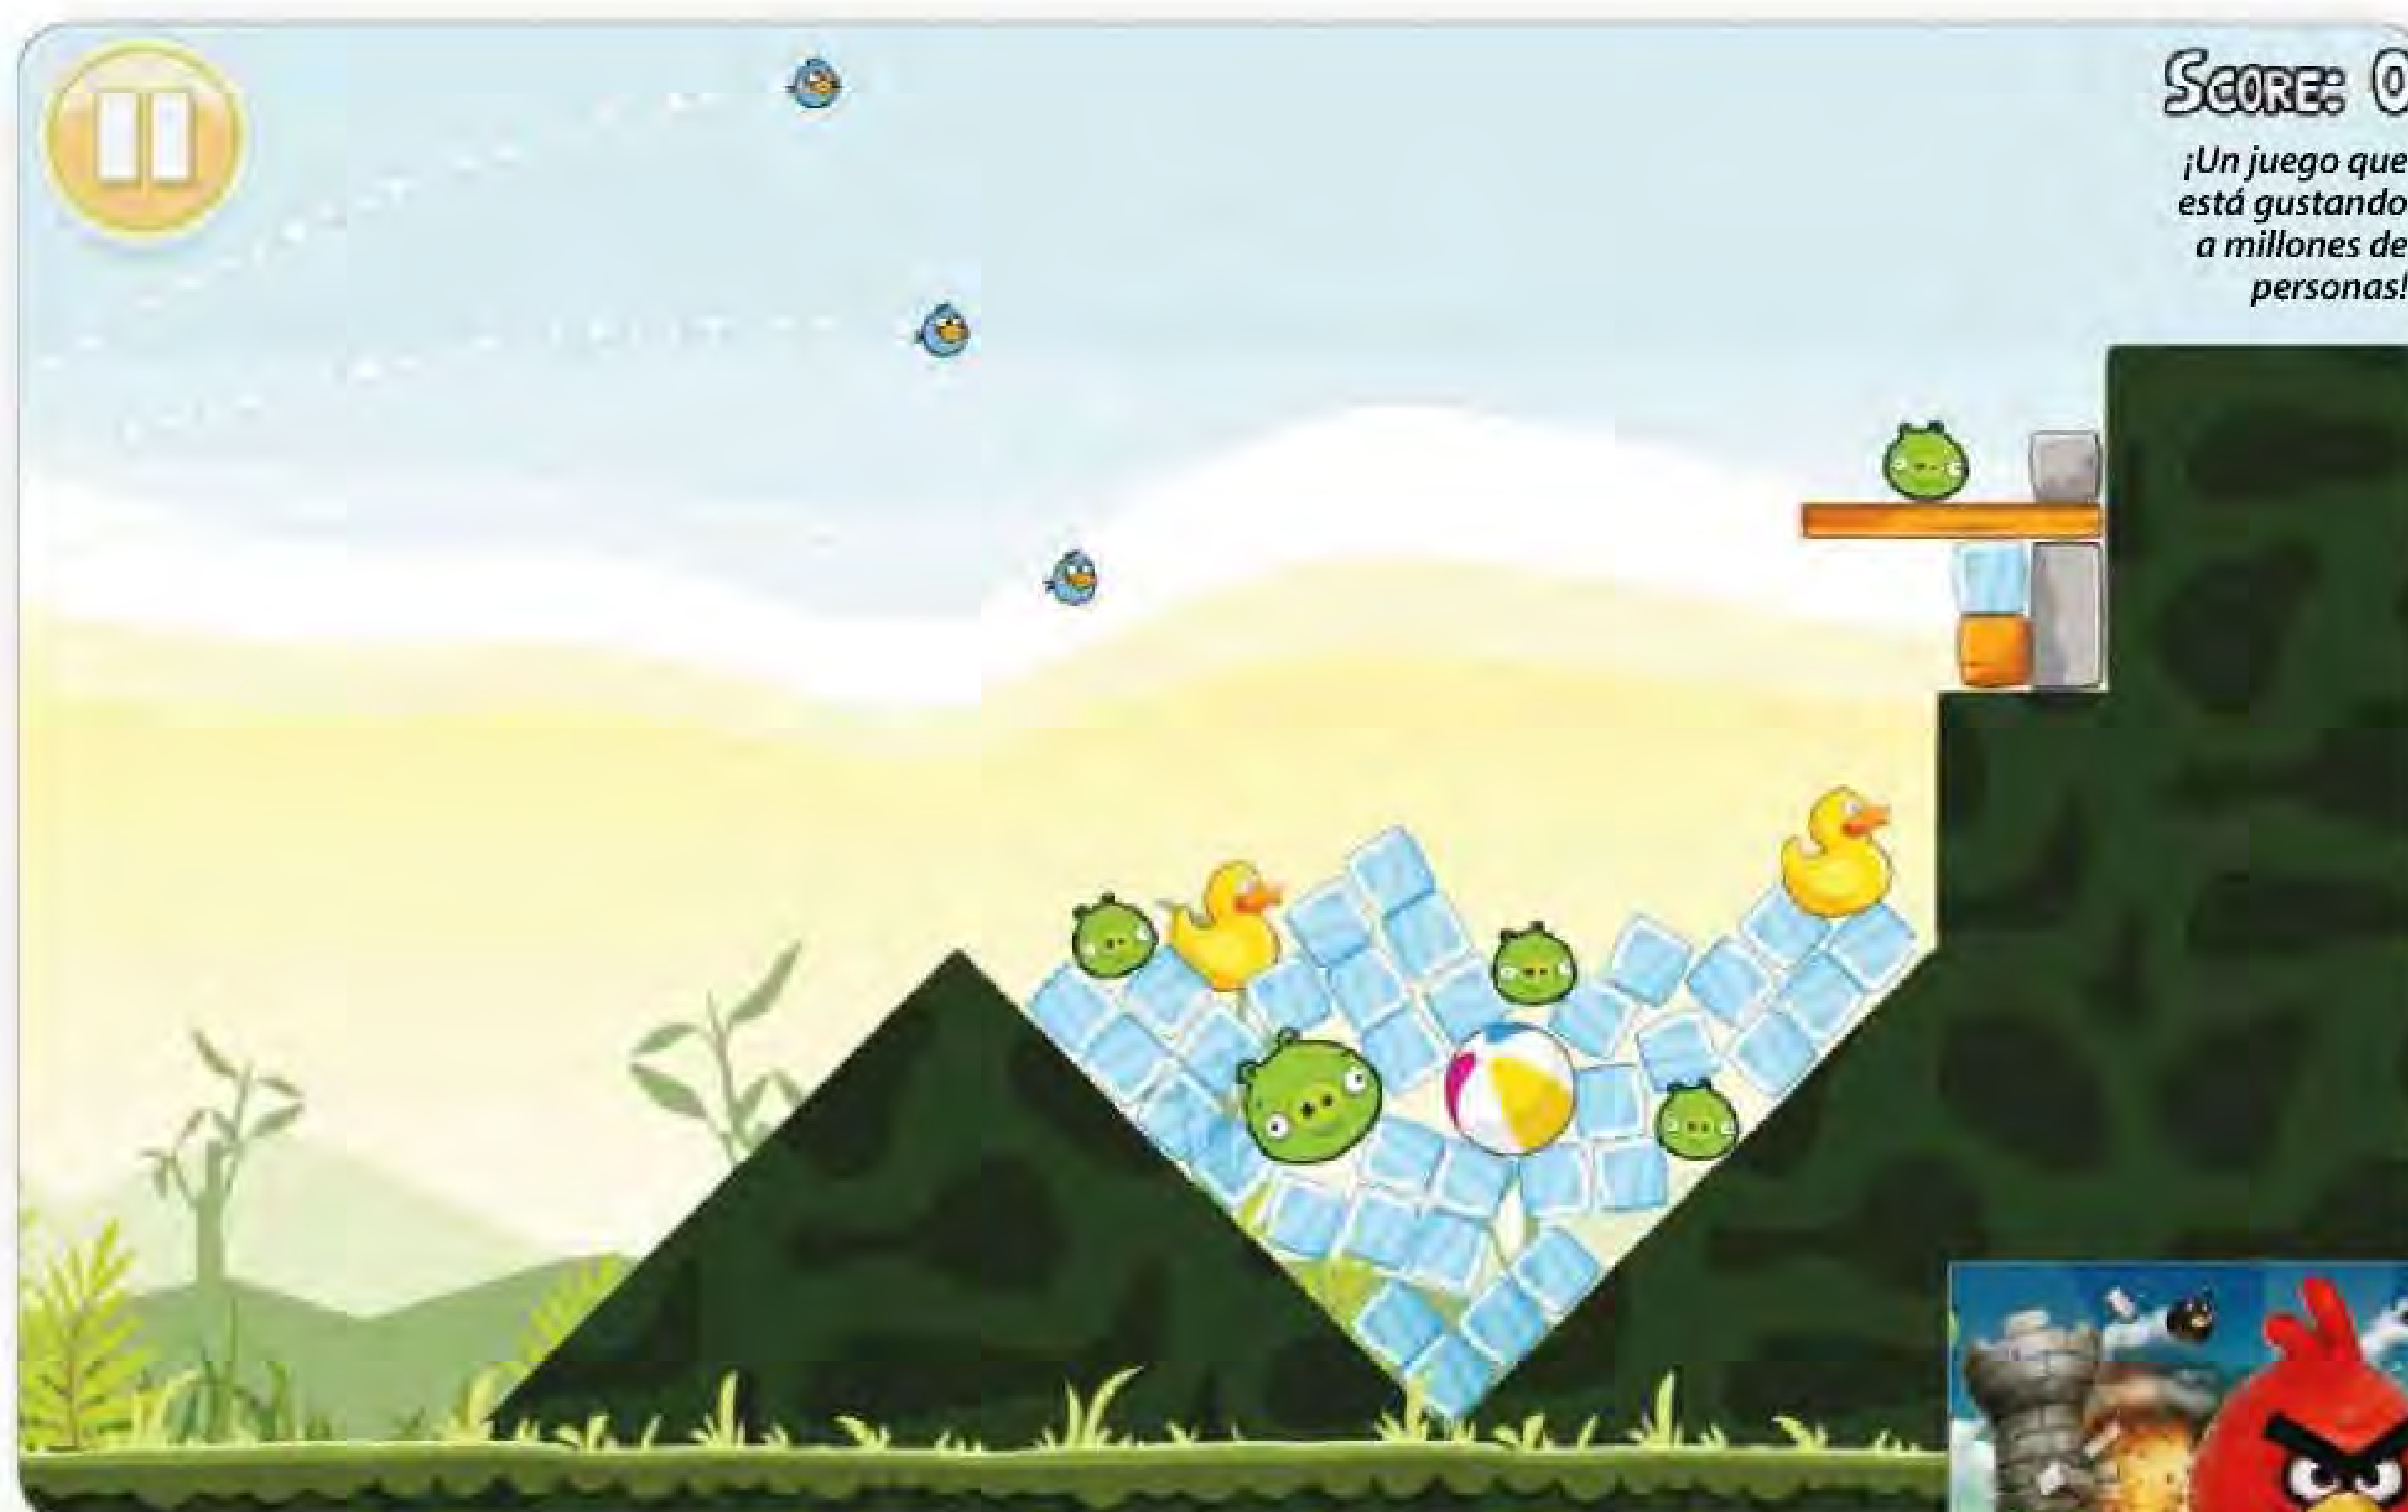 SCORE: 0
¡Un juego que
está gustando
a millones de
personas!